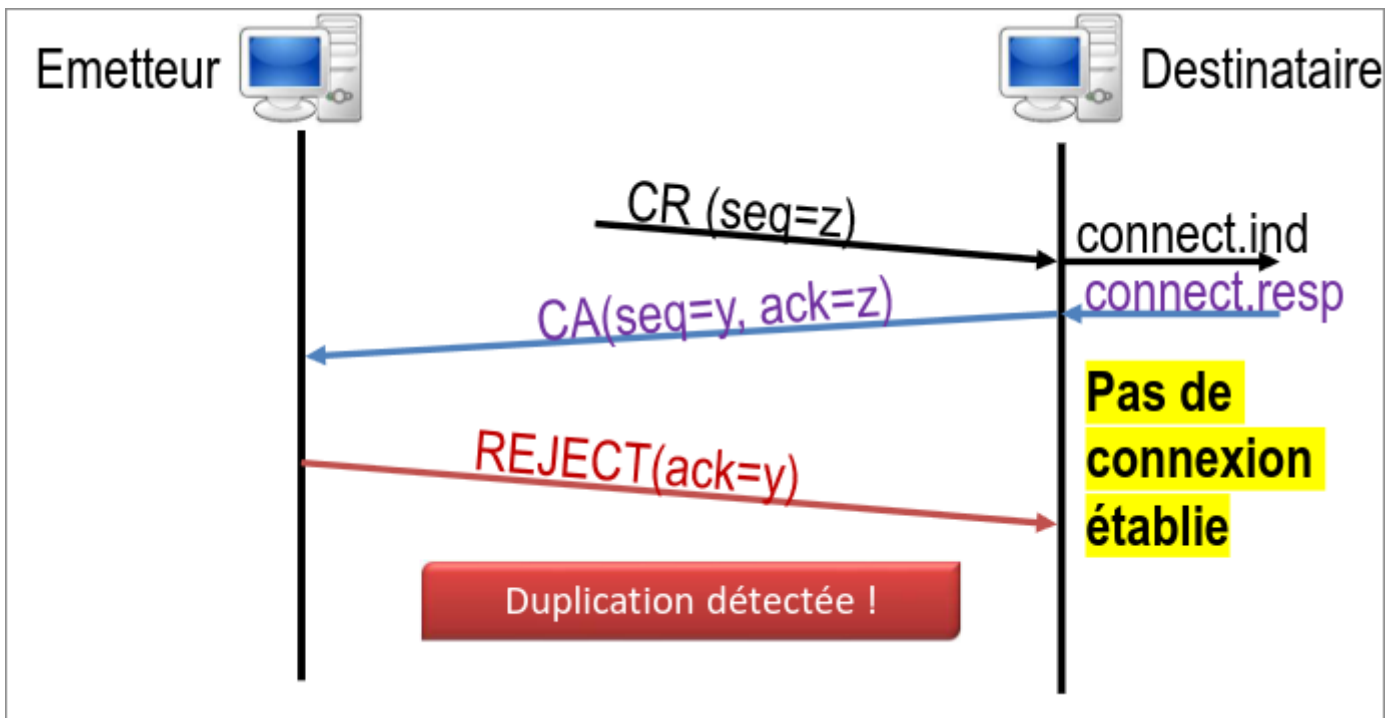 Emetteur
Destinataire
CR (seq=z)
connect.ind
connect.resp
CA(seq=y, ack=z)
Pas de
connexion
établie
REJECT(ack=y)
Duplication détectée !